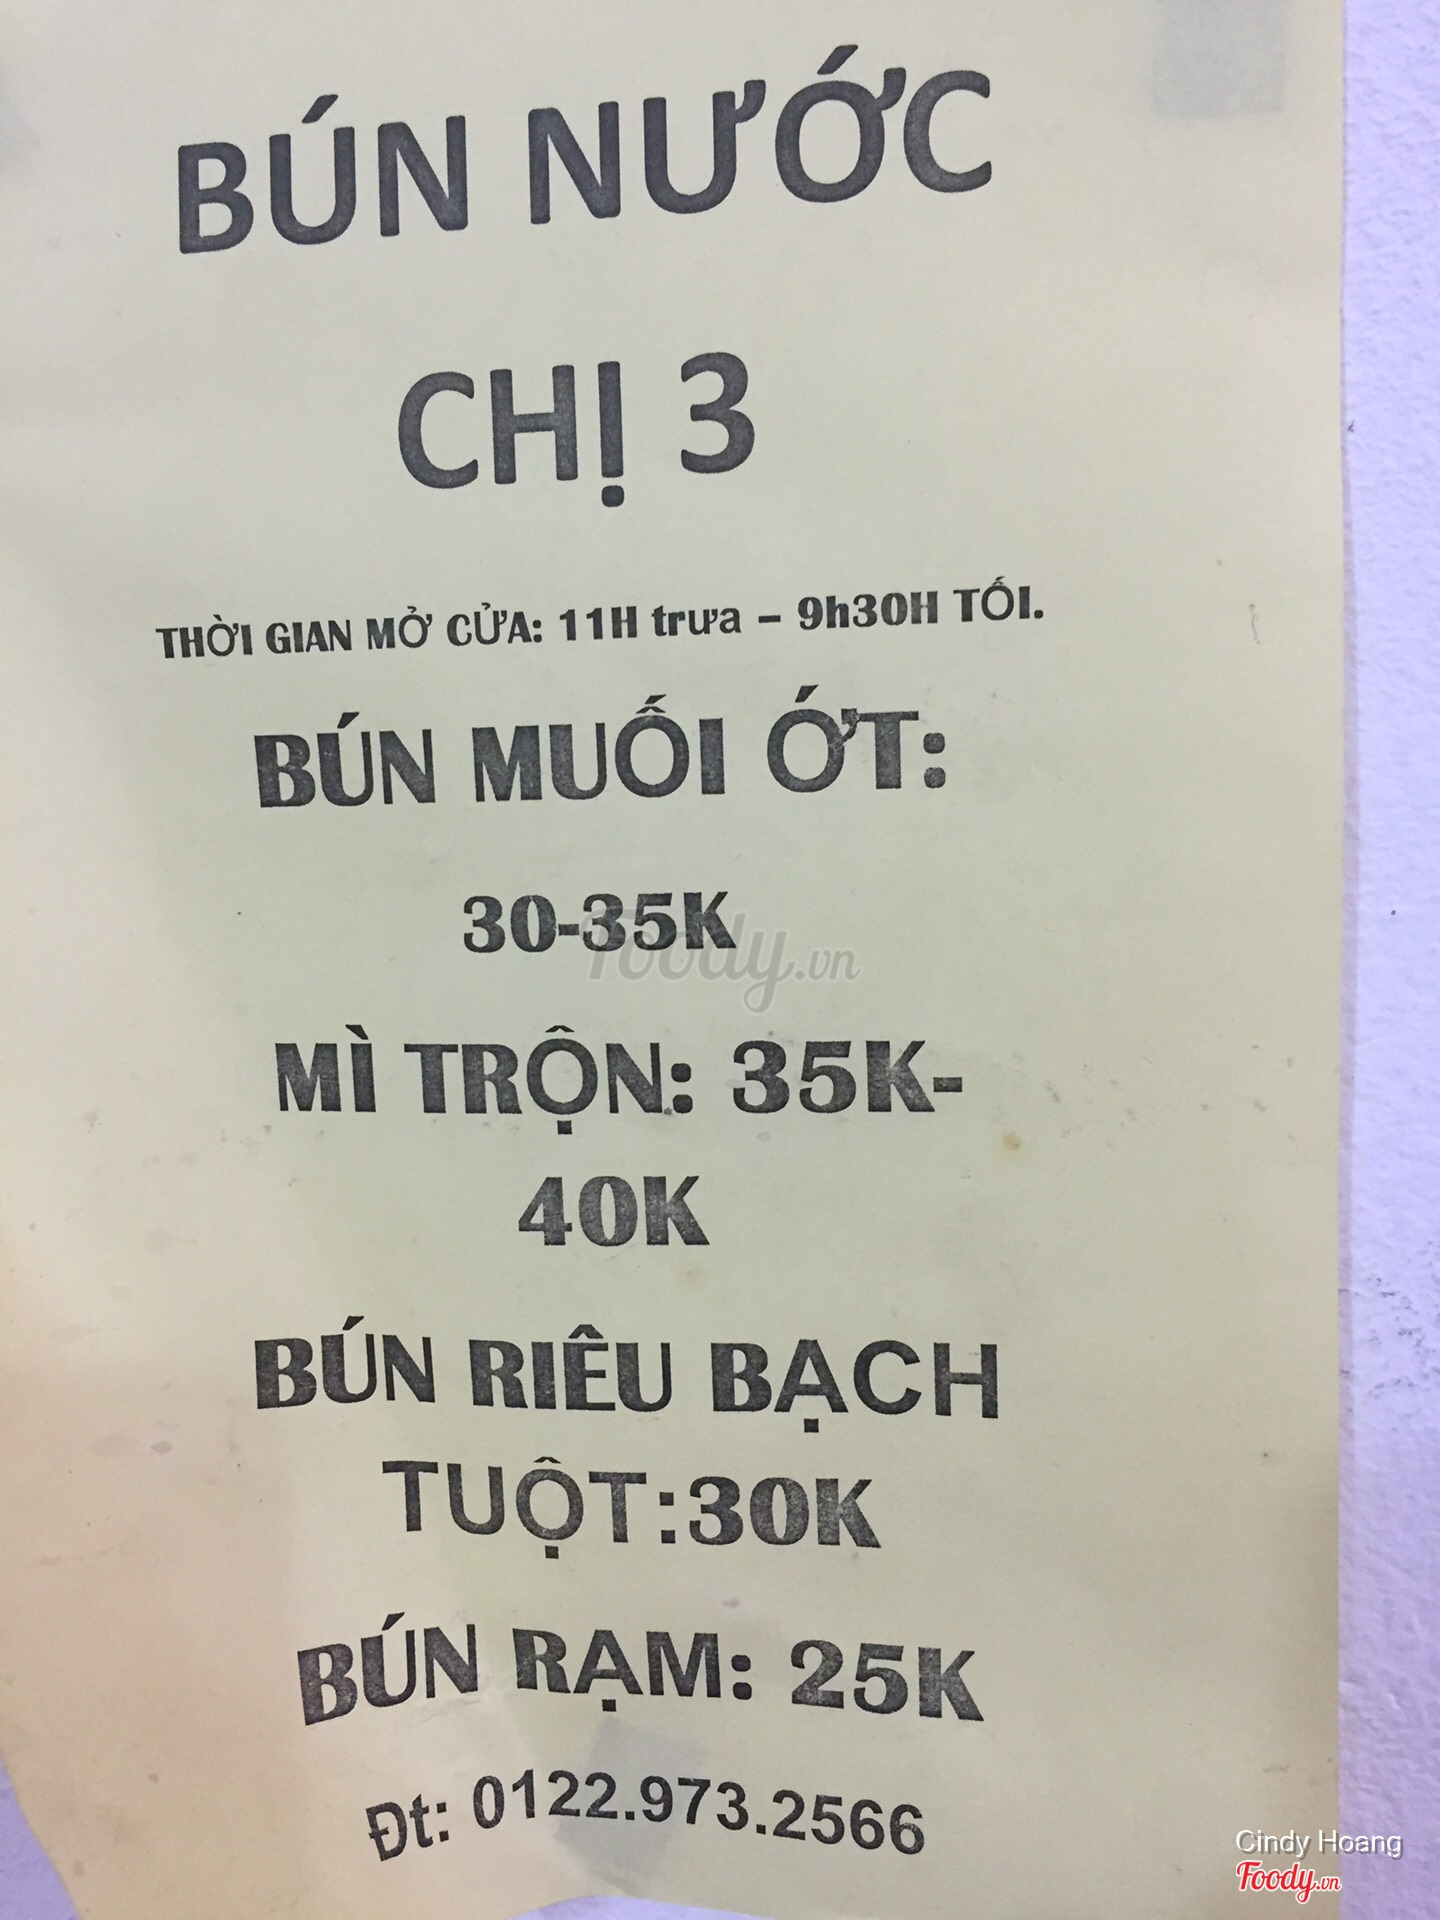 BÚN NƯỚC
CHỊ 3
THỜI GIAN MỞ CỬA: 11H trưa – 9h30H TỐI.
BÚN MUỐI ỚT:
30-35K
Foody.vn
MÌ TRỘN: 35K-
40K
BÚN RIÊU BẠCH
TUỘT:30K
BÚN RẠM: 25K
Đt: 0122.973.2566
Cindy Hoang
Foody.vn